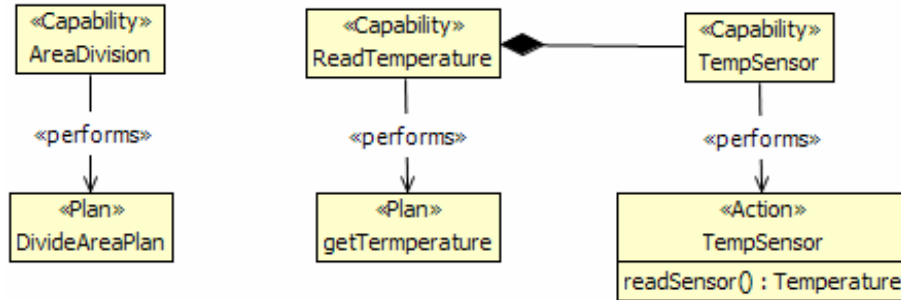 «Capability»
AreaDivision
«Capability»
ReadTemperature
«Capability»
TempSensor
«performs»
«performs»
«performs»
«Plan»
DivideAreaPlan
«Plan»
getTermperature
«Action»
TempSensor
readSensor() : Temperature